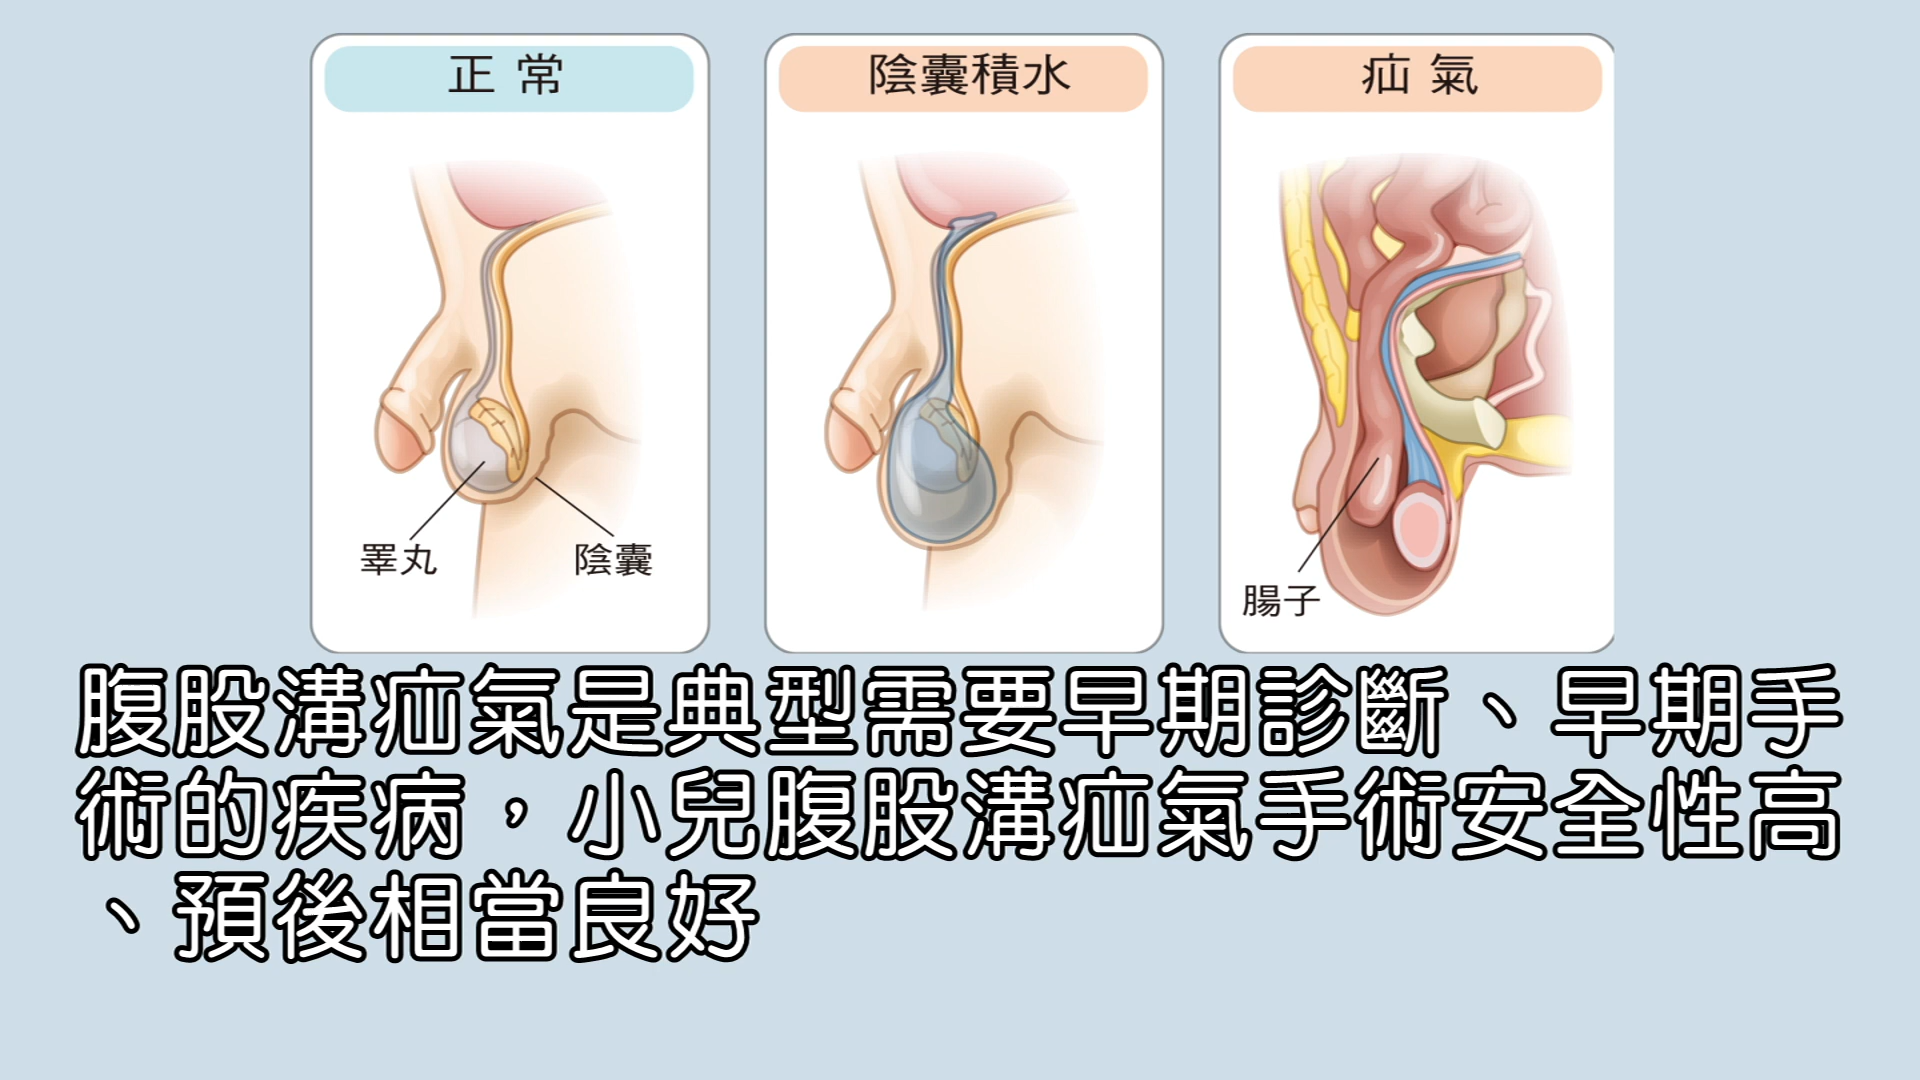 正常
陰囊積水
疝氣
睪丸
陰囊
腸子
腹股溝疝氣是典型需要早期診斷、早期手
術的疾病，小兒腹股溝疝氣手術安全性高
、預後相當良好